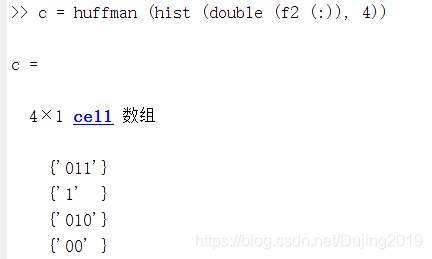 >> c = huffman (hist (double (f2 (:)), 4))
c =
4×1 cell 数组
{'011'}
{'1' }
{'010'}
{'00' }
https://blog.csdn.net/Dujing2019